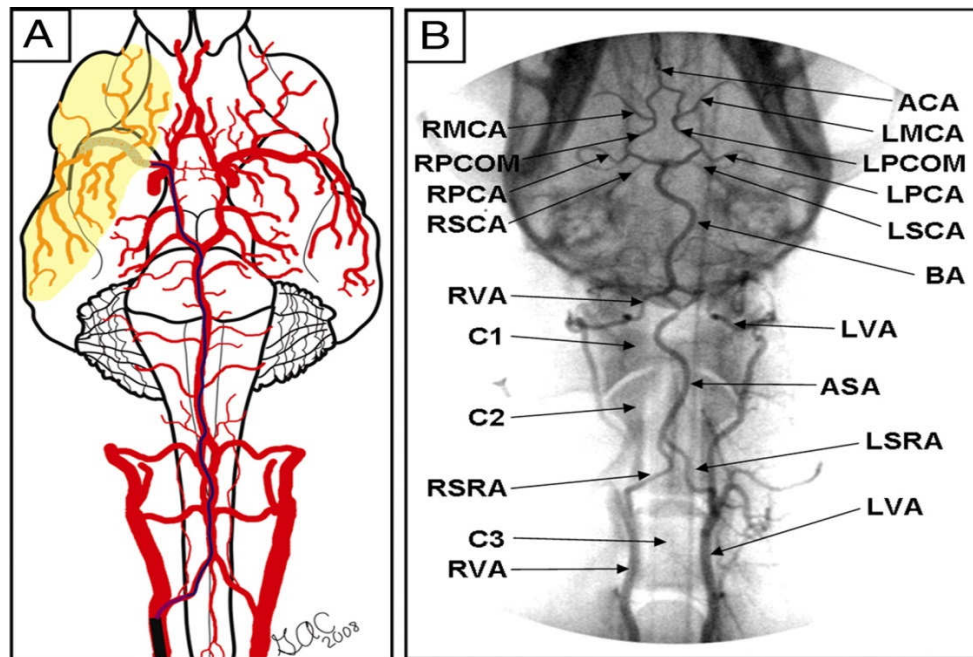 A
GAC
2008
B
ACA
RMCA
LMCA
RPCOM
LPCOM
RPCA
LPCA
RSCA
LSCA
BA
RVA
LVA
C1
ASA
C2
LSRA
RSRA
LVA
C3
RVA